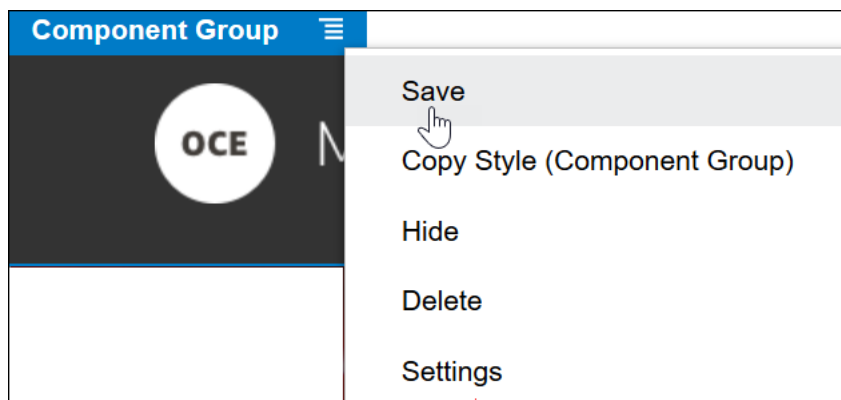 Component Group
Save
OCE
Copy Style (Component Group)
Hide
Delete
Settings